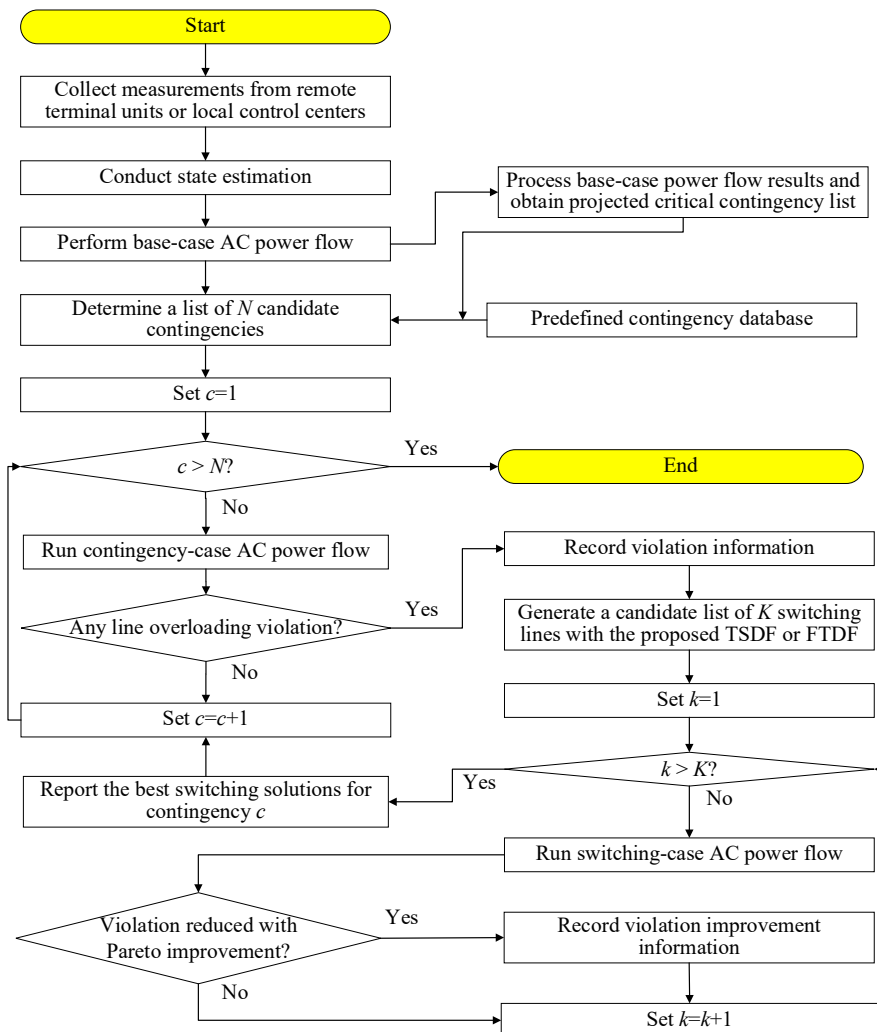 Start
Collect measurements from remote
terminal units or local control centers
Conduct state estimation
Process base-case power flow results and
obtain projected critical contingency list
Perform base-case AC power flow
Determine a list of N candidate
contingencies
Predefined contingency database
Set c=1
c > N?
Yes
End
No
Run contingency-case AC power flow
Record violation information
Any line overloading violation?
Yes
Generate a candidate list of K switching
lines with the proposed TSDF or FTDF
No
Set k=1
Set c=c+1
k > K?
Yes
No
Report the best switching solutions for
contingency c
Run switching-case AC power flow
Violation reduced with
Pareto improvement?
Yes
Record violation improvement
information
No
Set k=k+1